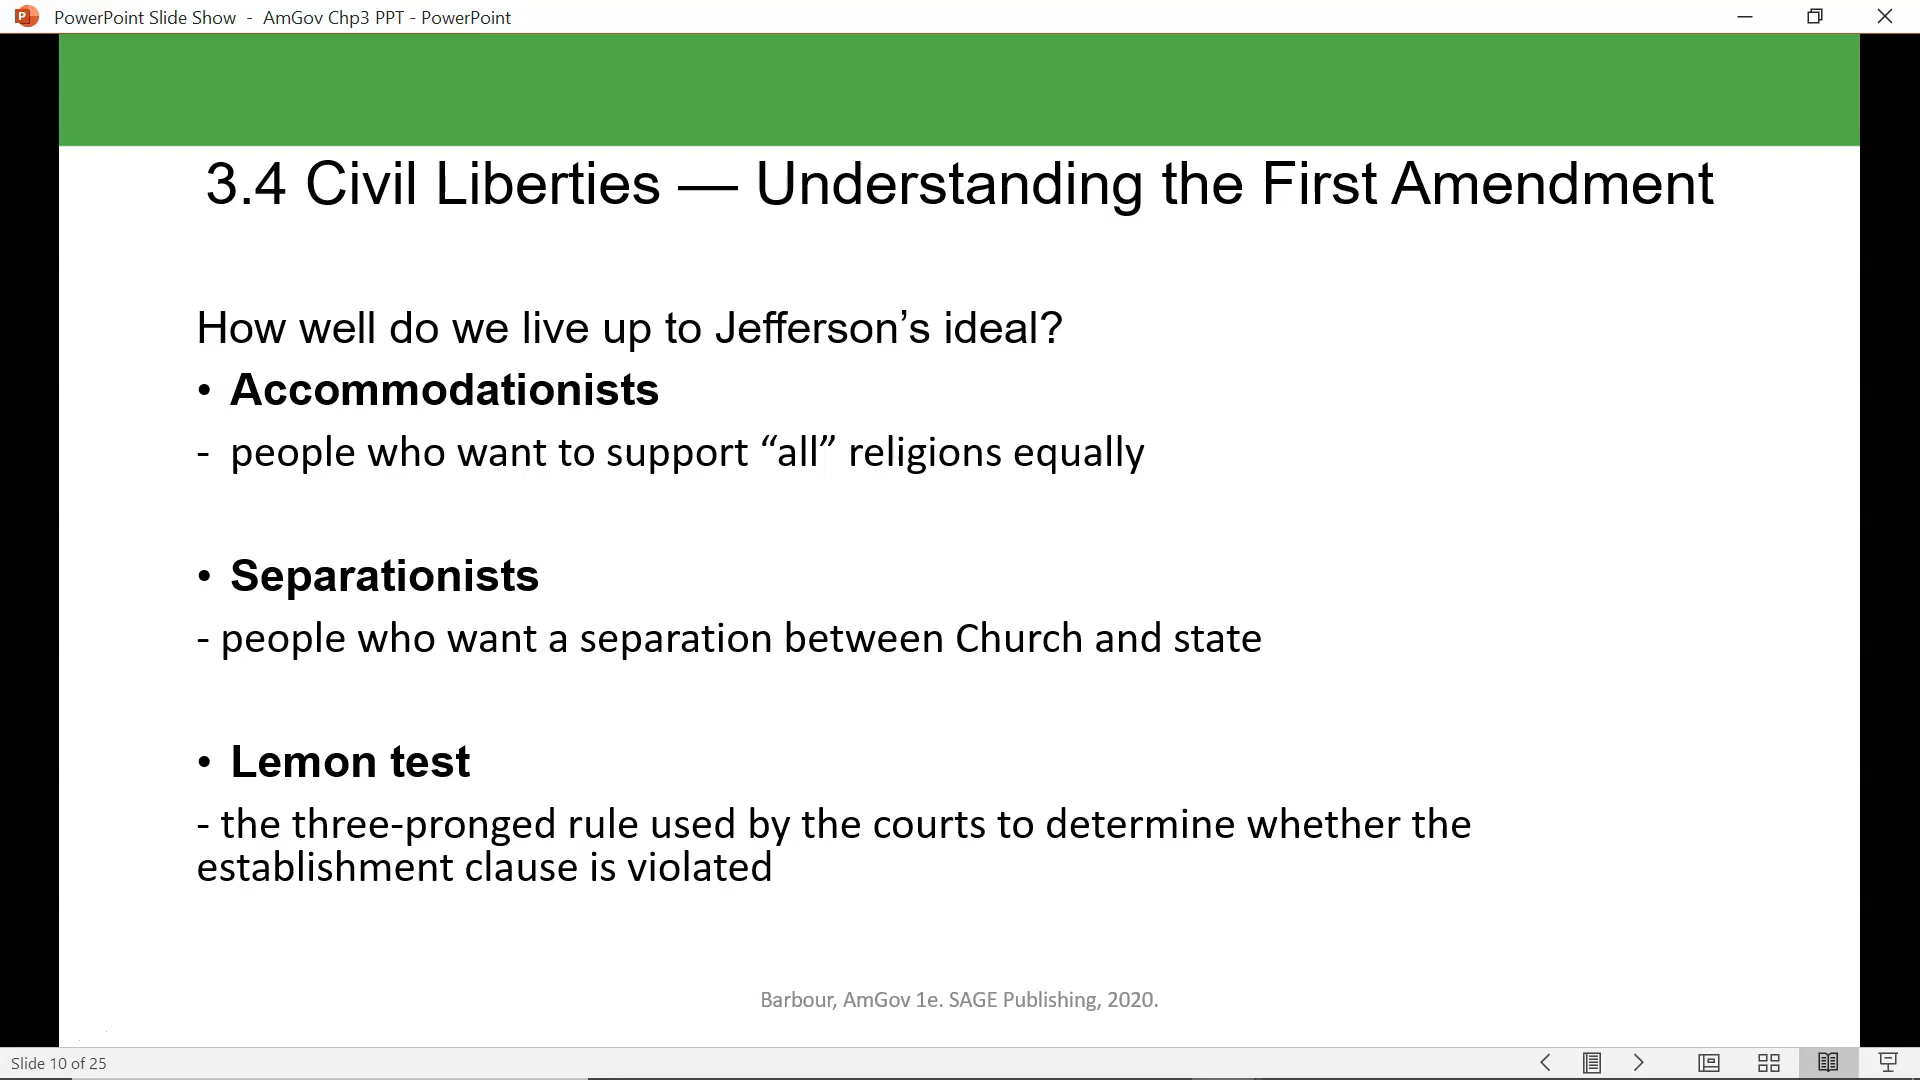 PowerPoint Slide Show - AmGov Chp3 PPT - PowerPoint
3.4 Civil Liberties — Understanding the First Amendment
How well do we live up to Jefferson’s ideal?
• Accommodationists
- people who want to support “all” religions equally
• Separationists
- people who want a separation between Church and state
• Lemon test
- the three-pronged rule used by the courts to determine whether the
establishment clause is violated
Barbour, AmGov 1e. SAGE Publishing, 2020.
Slide 10 of 25